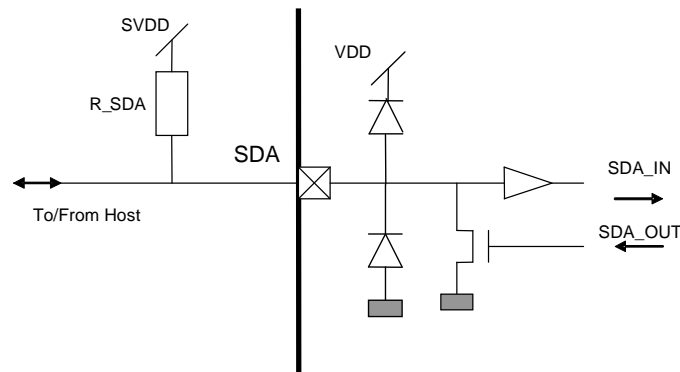 SVDD
VDD
R_SDA
SDA
SDA_IN
To/From Host
SDA_OUT